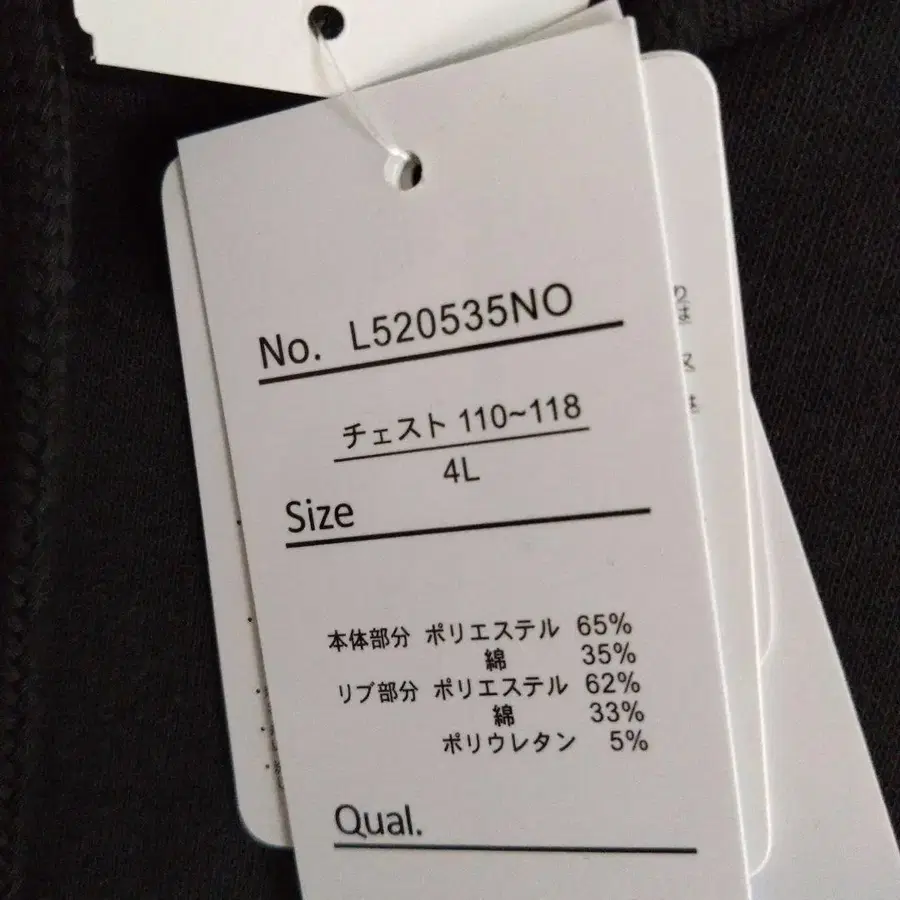 No. L520535NO
チェスト 110~118
4L
Size
本体部分 ポリエステル 65%
綿 35%
リブ部分 ポリエステル 62%
綿 33%
ポリウレタン 5%
Qual.